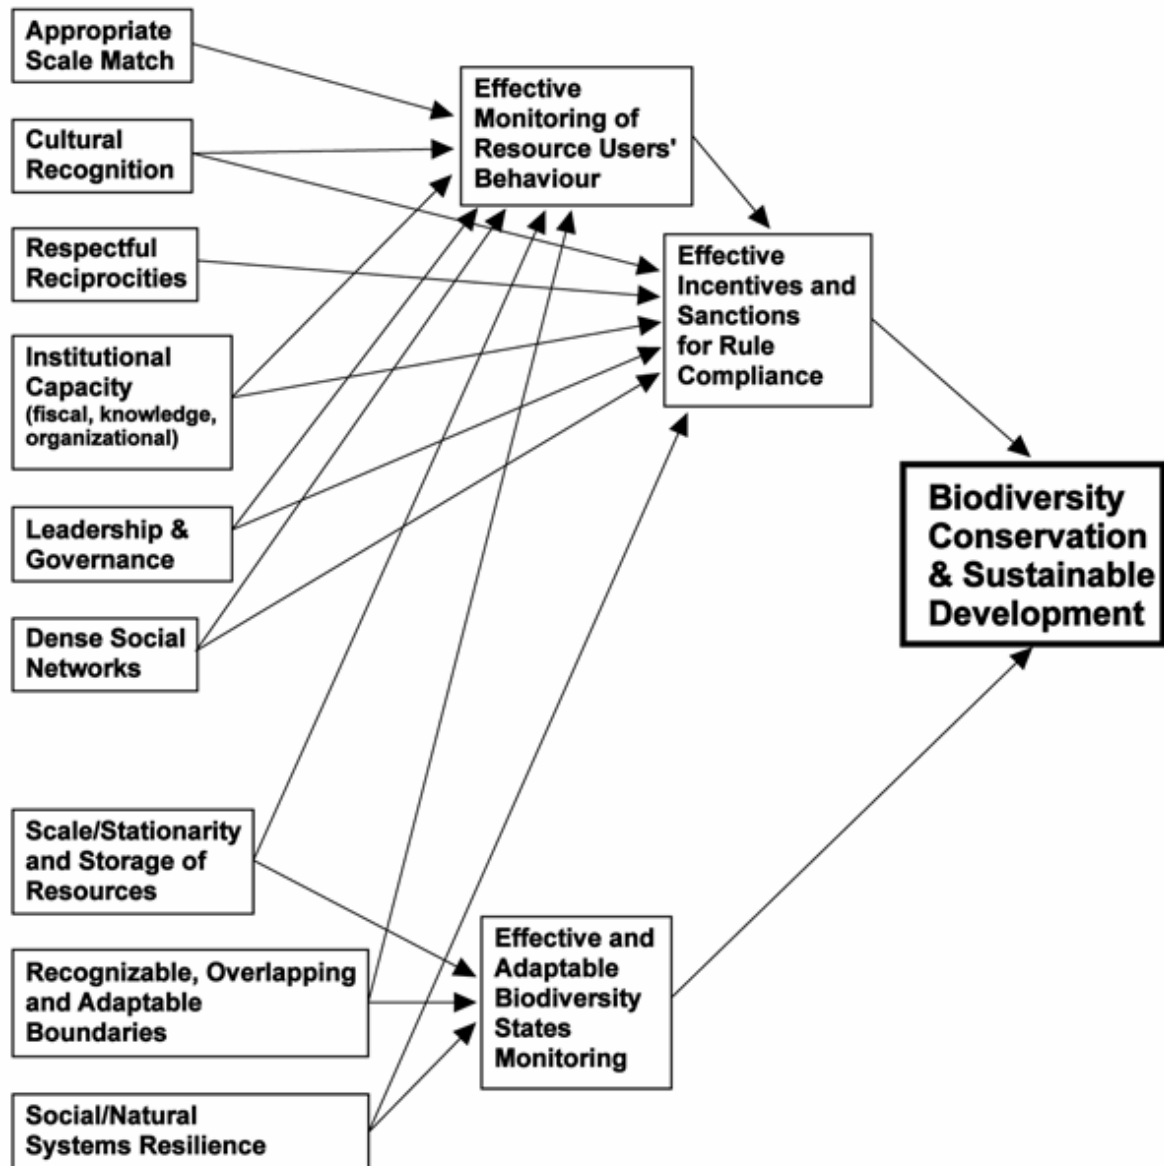 Appropriate
Scale Match
Cultural
Recognition
Respectful
Reciprocities
Institutional
Capacity
(fiscal, knowledge,
organizational)
Leadership &
Governance
Dense Social
Networks
Scale/Stationarity
and Storage of
Resources
Recognizable, Overlapping
and Adaptable
Boundaries
Social/Natural
Systems Resilience
Effective
Monitoring of
Resource Users'
Behaviour
Effective
Incentives and
Sanctions
for Rule
Compliance
Effective and
Adaptable
Biodiversity
States
Monitoring
Biodiversity
Conservation
& Sustainable
Development